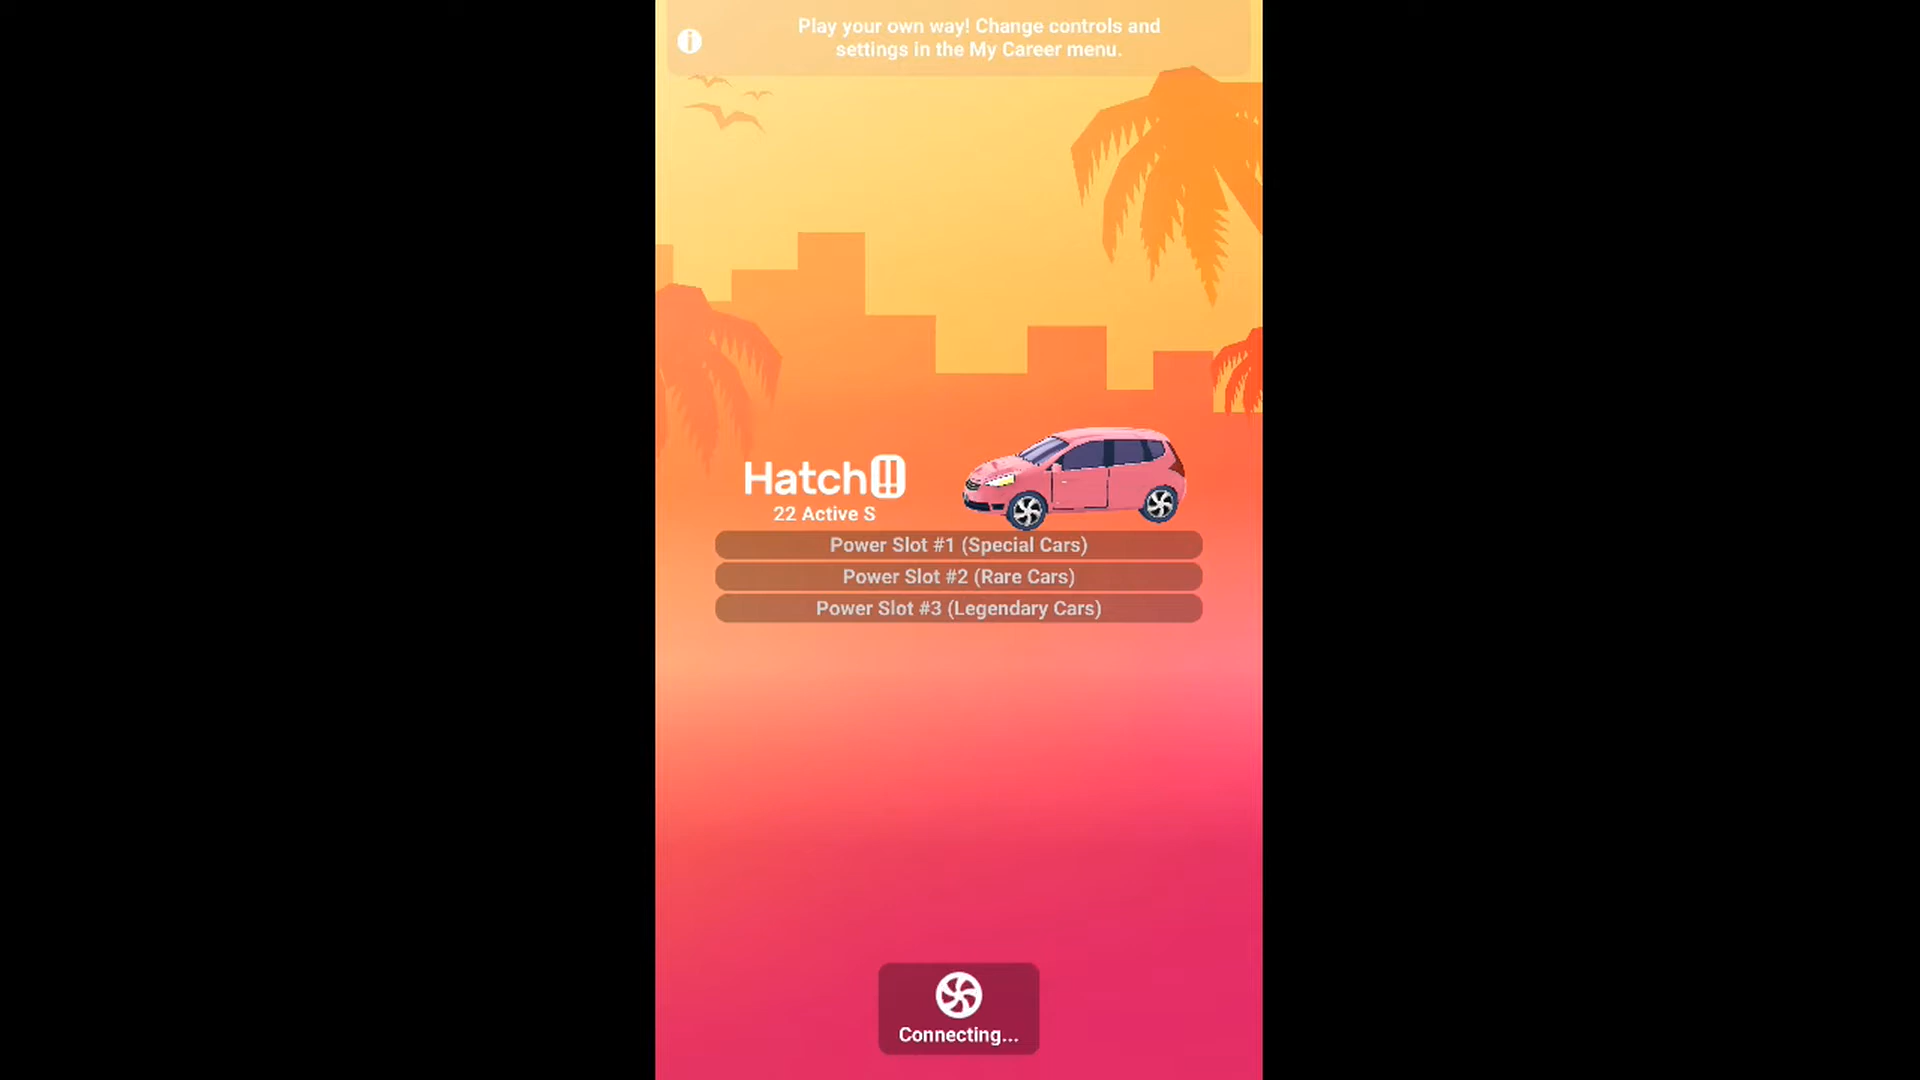 Play your own way! Change controls and
settings in the My Career menu.
Hatch!!
22 Active S
Power Slot #1 (Special Cars)
Power Slot #2 (Rare Cars)
Power Slot #3 (Legendary Cars)
Connecting...